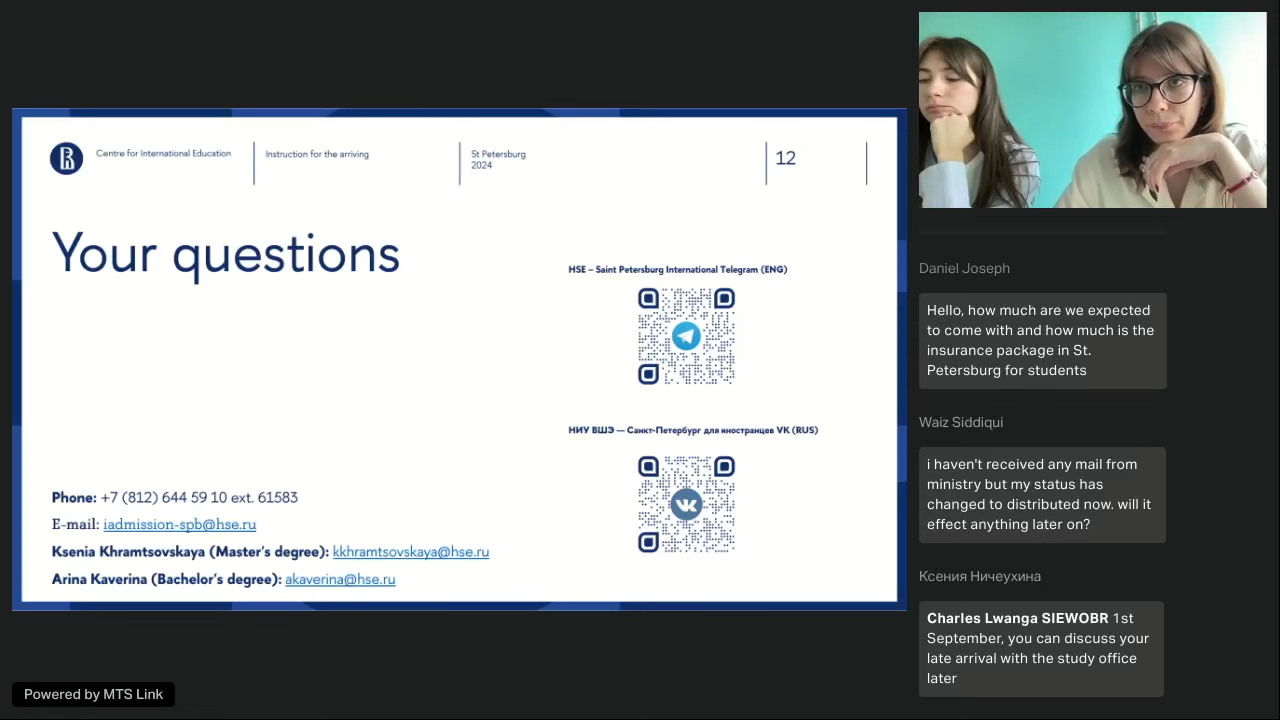 Centre for International Education
Instruction for the arriving
St Petersburg
2024
12
Your questions
HSE – Saint Petersburg International Telegram (ENG)
НИУ ВШЭ — Санкт-Петербург для иностранцев VK (RUS)
Phone: +7 (812) 644 59 10 ext. 61583
E-mail: iadmission-spb@hse.ru
Ksenia Khramtsovskaya (Master's degree): kkhramtsovskaya@hse.ru
Arina Kaverina (Bachelor's degree): akaverina@hse.ru
Powered by MTS Link
Daniel Joseph
Hello, how much are we expected
to come with and how much is the
insurance package in St.
Petersburg for students
Waiz Siddiqui
i haven't received any mail from
ministry but my status has
changed to distributed now. will it
effect anything later on?
Ксения Ничеухина
Charles Lwanga SIEWOBR 1st
September, you can discuss your
late arrival with the study office
later